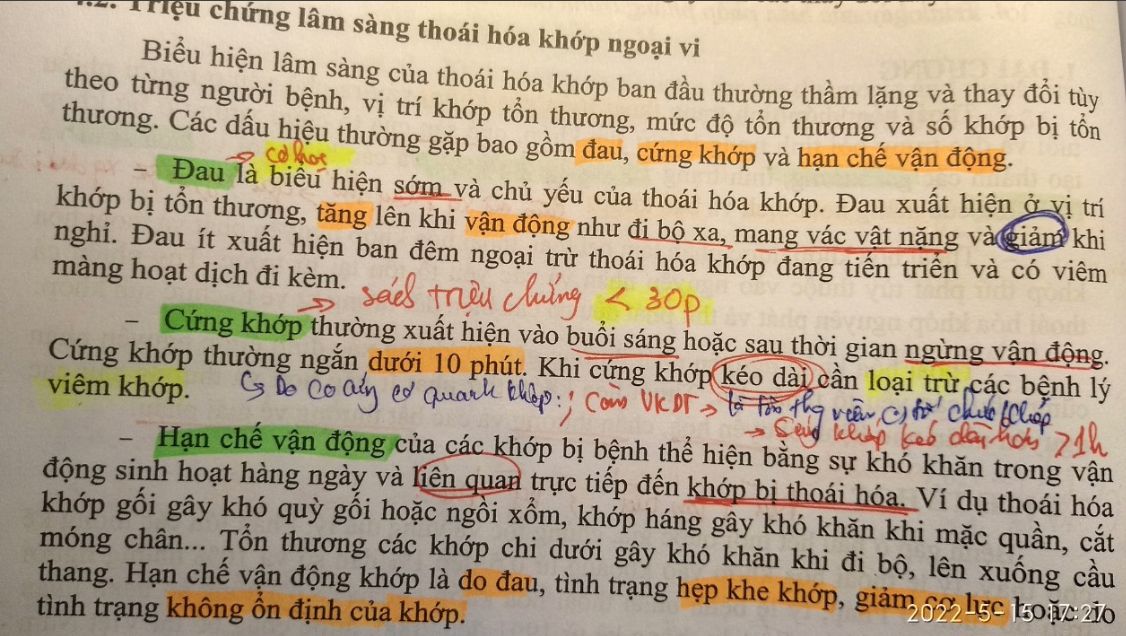 Triệu chứng lâm sàng thoái hóa khớp ngoại vi
Biểu hiện lâm sàng của thoái hóa khớp ban đầu thường thầm lặng và thay đổi tùy
theo từng người bệnh, vị trí khớp tổn thương, mức độ tổn thương và số khớp bị tổn
thương. Các dấu hiệu thường gặp bao gồm đau, cứng khớp và hạn chế vận động.
cơ học
– Đau là biểu hiện sớm và chủ yếu của thoái hóa khớp. Đau xuất hiện ở vị trí
khớp bị tổn thương, tăng lên khi vận động như đi bộ xa, mang vác vật nặng và giảm khi
nghỉ. Đau ít xuất hiện ban đêm ngoại trừ thoái hóa khớp đang tiến triển và có viêm
màng hoạt dịch đi kèm.
→ sách triệu chứng < 30p
– Cứng khớp thường xuất hiện vào buổi sáng hoặc sau thời gian ngừng vận động.
Cứng khớp thường ngắn dưới 10 phút. Khi cứng khớp kéo dài cần loại trừ các bệnh lý
viêm khớp.
Do co cứng cơ quanh khớp; Còn VKDT → là tổn thg viêm
→ cứng khớp kéo dài hơn >1h
– Hạn chế vận động của các khớp bị bệnh thể hiện bằng sự khó khăn trong vận
động sinh hoạt hàng ngày và liên quan trực tiếp đến khớp bị thoái hóa. Ví dụ thoái hóa
khớp gối gây khó quỳ gối hoặc ngồi xổm, khớp háng gây khó khăn khi mặc quần, cắt
móng chân... Tổn thương các khớp chi dưới gây khó khăn khi đi bộ, lên xuống cầu
thang. Hạn chế vận động khớp là do đau, tình trạng hẹp khe khớp, giảm cơ lực hoặc do
tình trạng không ổn định của khớp.
2022-5-15 17:27